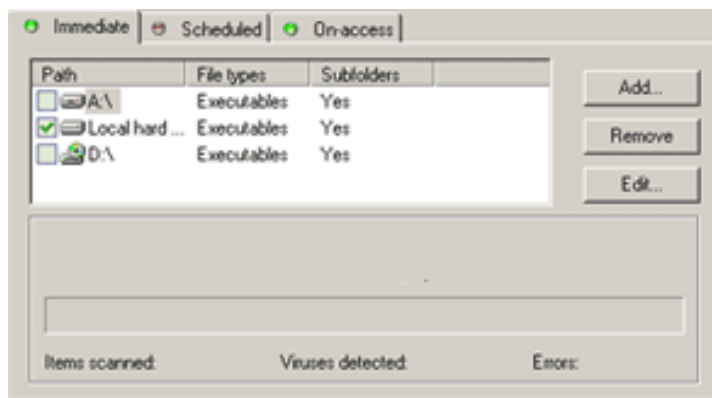 Immediate Scheduled On-access
Path File types Subfolders
A:\ Executables Yes
Local hard ... Executables Yes
D:\ Executables Yes
Add...
Remove
Edit...
Items scanned: Viruses detected: Errors: